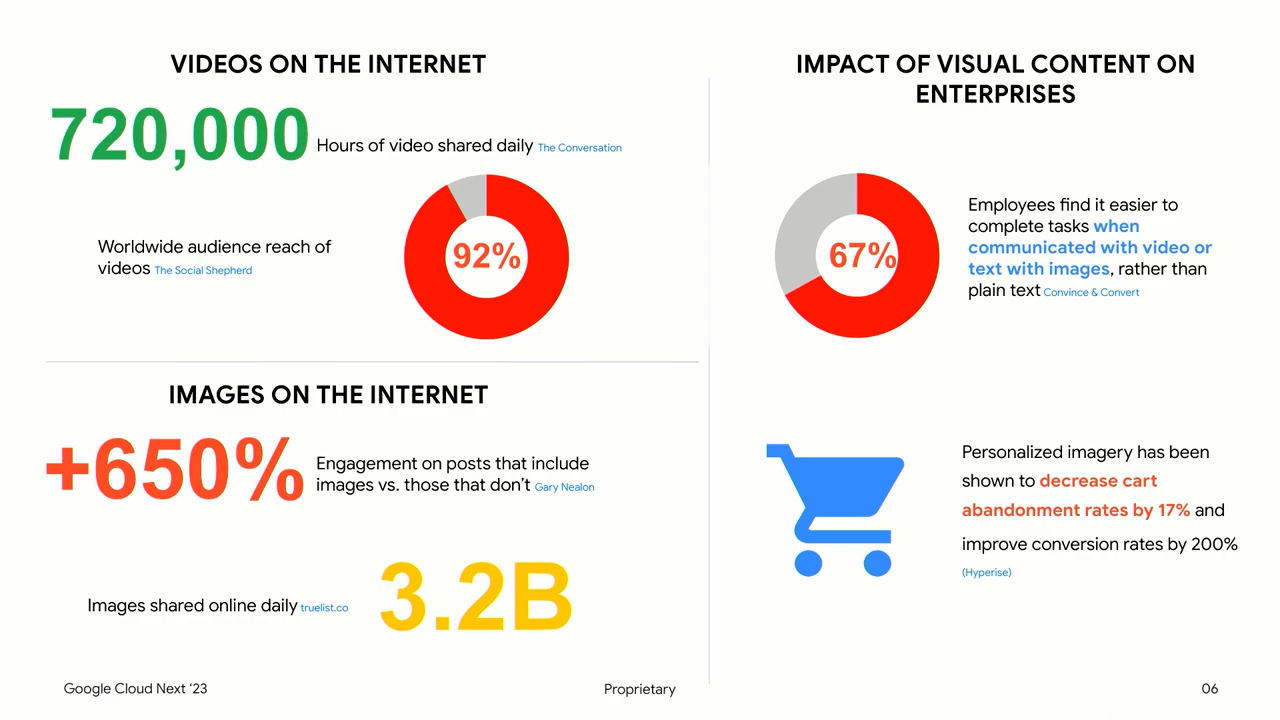 VIDEOS ON THE INTERNET
720,000 Hours of video shared daily The Conversation
Worldwide audience reach of
videos The Social Shepherd
92%
IMAGES ON THE INTERNET
+650%
Engagement on posts that include
images vs. those that don’t Gary Nealon
Images shared online daily truelist.co
3.2B
IMPACT OF VISUAL CONTENT ON
ENTERPRISES
67%
Employees find it easier to
complete tasks when
communicated with video or
text with images, rather than
plain text Convince & Convert
Personalized imagery has been
shown to decrease cart
abandonment rates by 17% and
improve conversion rates by 200%
(Hyperise)
Google Cloud Next ‘23
Proprietary
06